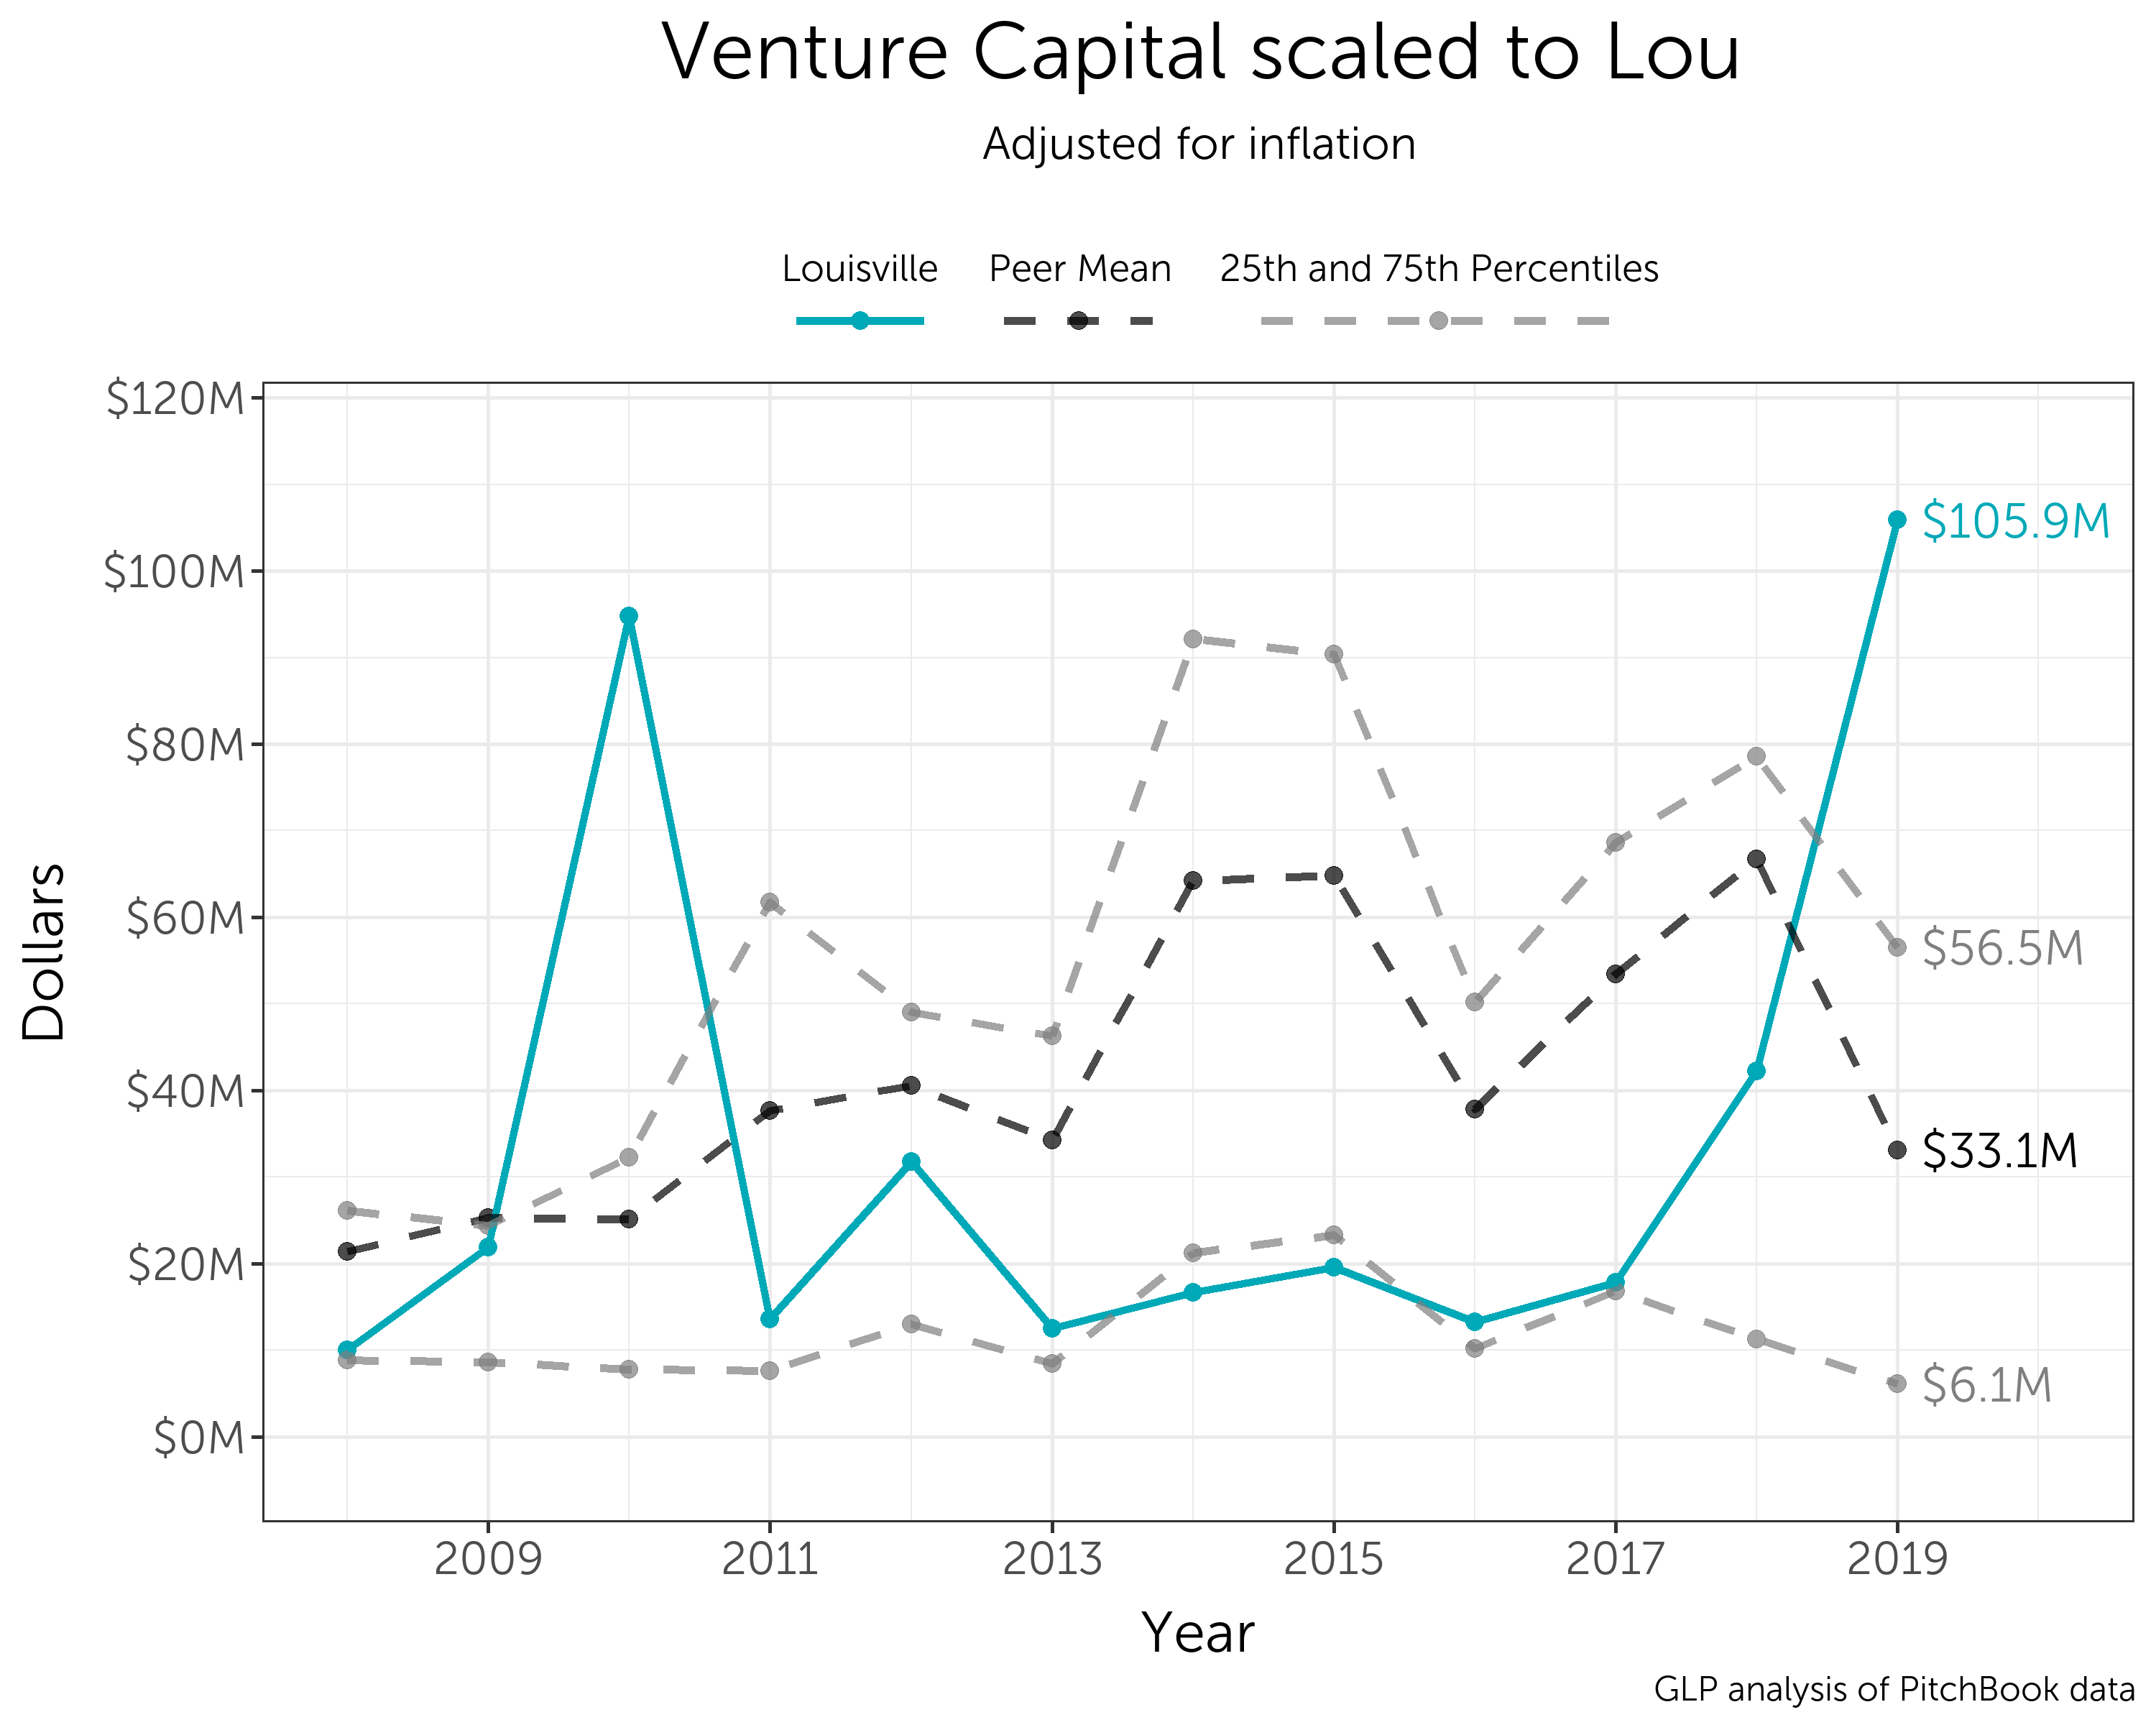 Venture Capital scaled to Lou
Adjusted for inflation
Louisville Peer Mean 25th and 75th Percentiles
$120M
$100M
$80M
$60M
$40M
$20M
$0M
Dollars
$105.9M
$56.5M
$33.1M
$6.1M
2009 2011 2013 2015 2017 2019
Year
GLP analysis of PitchBook data